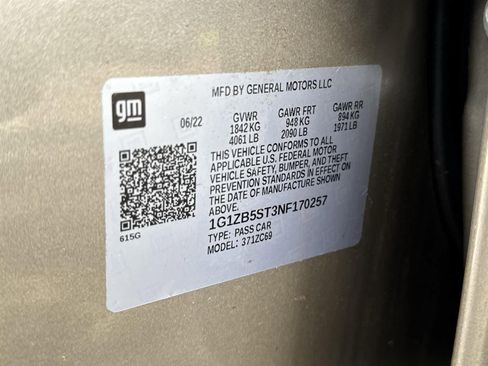 MFD BY GENERAL MOTORS LLC
gm
06/22 GVWR GAWR FRT GAWR RR
1842 KG 948 KG 894 KG
4061 LB 2090 LB 1971 LB
THIS VEHICLE CONFORMS TO ALL
APPLICABLE U.S. FEDERAL MOTOR
VEHICLE SAFETY, BUMPER, AND THEFT
PREVENTION STANDARDS IN EFFECT ON
THE DATE OF MANUFACTURE SHOWN
ABOVE.
1G1ZB5ST3NF170257
TYPE: PASS CAR
MODEL: 371ZC69
615G